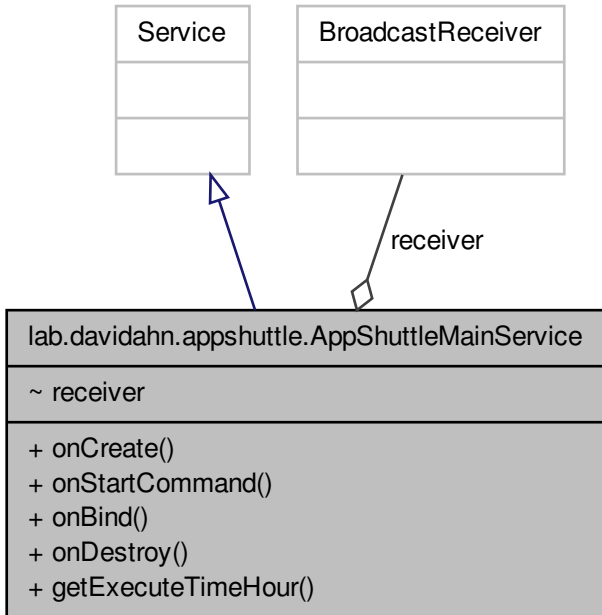 Service
BroadcastReceiver
receiver
lab.davidahn.appshuttle.AppShuttleMainService
~ receiver
+ onCreate()
+ onStartCommand()
+ onBind()
+ onDestroy()
+ getExecuteTimeHour()